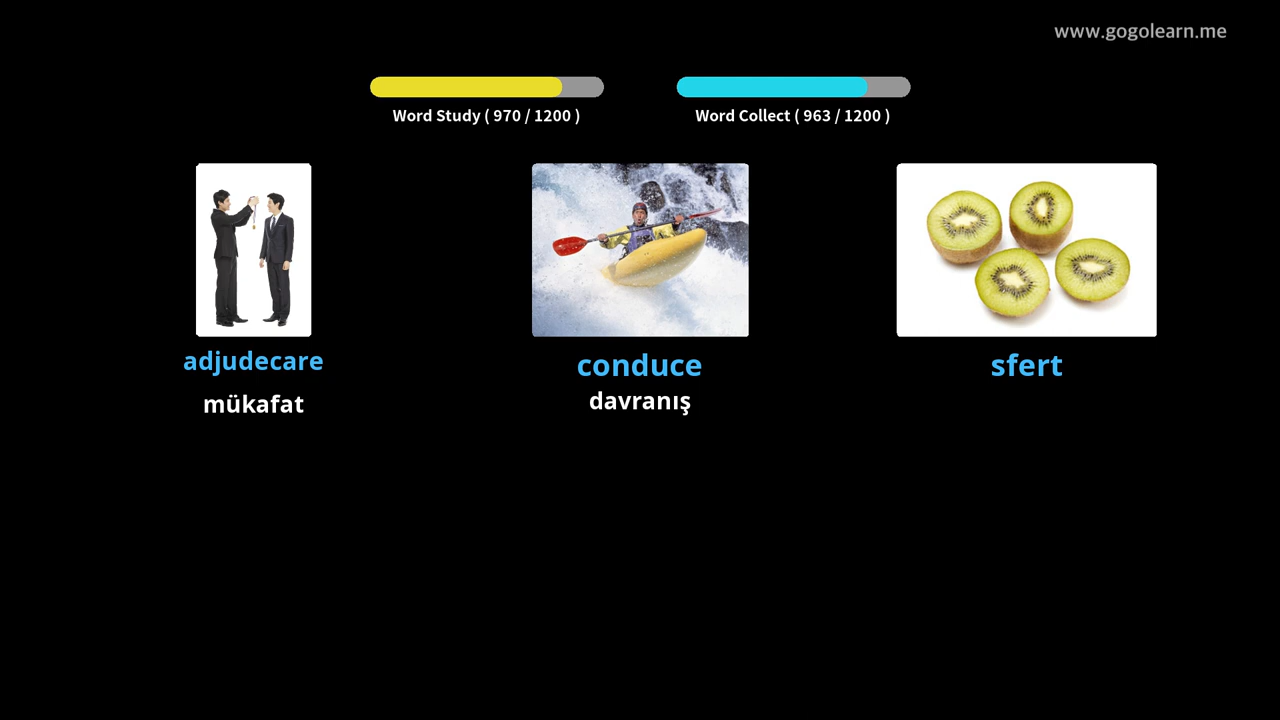 www.gogolearn.me
Word Study ( 970 / 1200 )
Word Collect ( 963 / 1200 )
adjudecare
mükafat
conduce
davranış
sfert